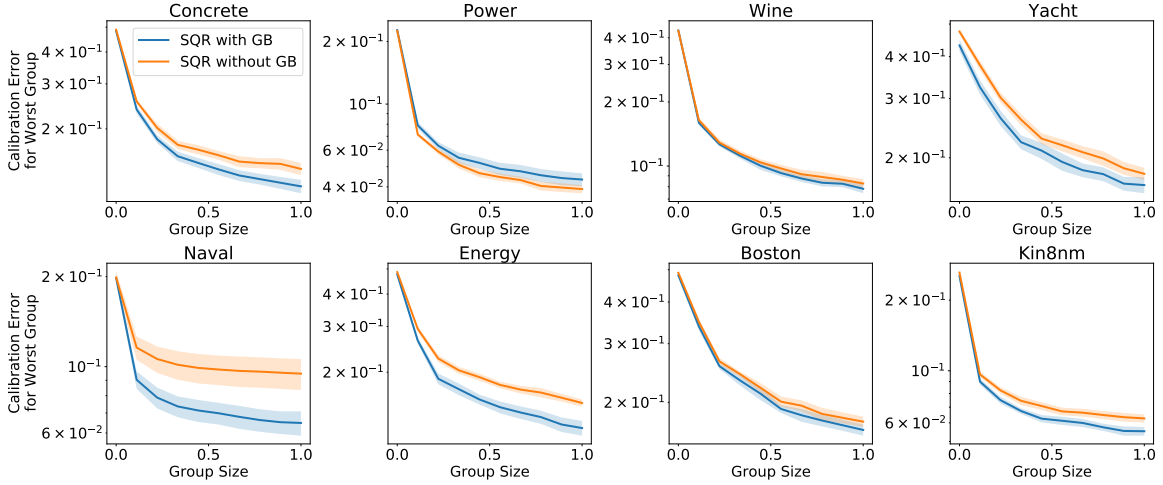 Concrete
Power
Wine
Yacht
Calibration Error
for Worst Group
4 × 10⁻¹
3 × 10⁻¹
2 × 10⁻¹
SQR with GB
SQR without GB
2 × 10⁻¹
10⁻¹
6 × 10⁻²
4 × 10⁻²
4 × 10⁻¹
3 × 10⁻¹
2 × 10⁻¹
10⁻¹
4 × 10⁻¹
3 × 10⁻¹
2 × 10⁻¹
0.0 0.5 1.0
0.0 0.5 1.0
0.0 0.5 1.0
0.0 0.5 1.0
Group Size
Group Size
Group Size
Group Size
Naval
Energy
Boston
Kin8nm
Calibration Error
for Worst Group
2 × 10⁻¹
10⁻¹
6 × 10⁻²
4 × 10⁻¹
3 × 10⁻¹
2 × 10⁻¹
4 × 10⁻¹
3 × 10⁻¹
2 × 10⁻¹
2 × 10⁻¹
10⁻¹
6 × 10⁻²
0.0 0.5 1.0
0.0 0.5 1.0
0.0 0.5 1.0
0.0 0.5 1.0
Group Size
Group Size
Group Size
Group Size